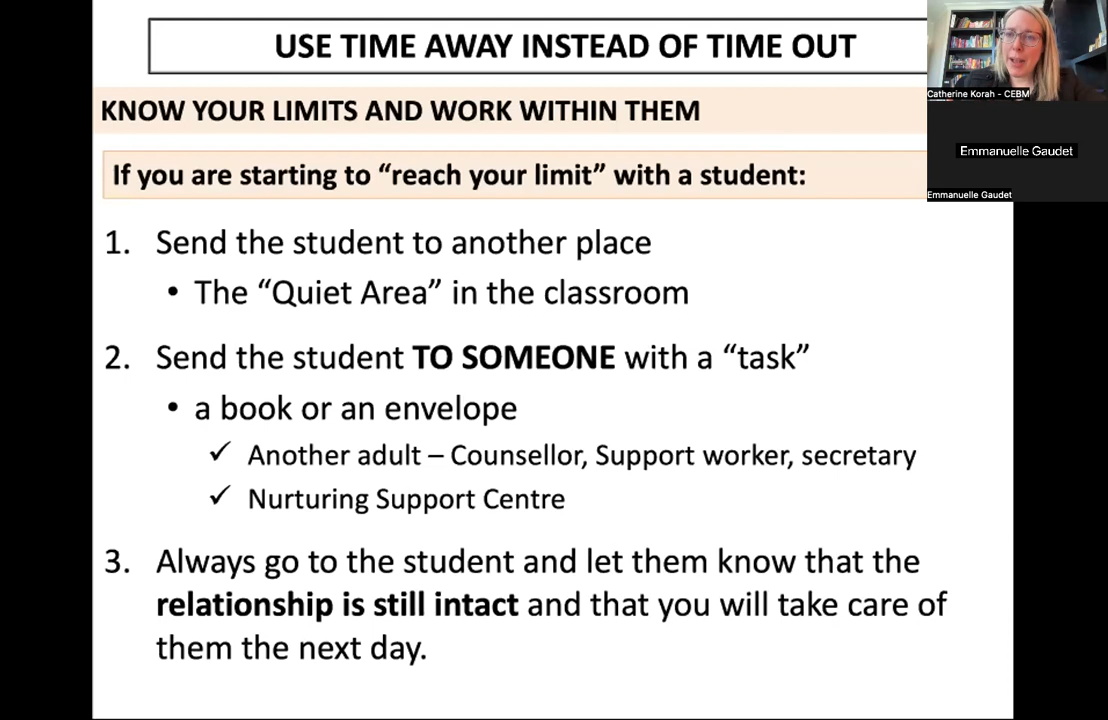 USE TIME AWAY INSTEAD OF TIME OUT
KNOW YOUR LIMITS AND WORK WITHIN THEM
If you are starting to “reach your limit” with a student:
1. Send the student to another place
• The “Quiet Area” in the classroom
2. Send the student TO SOMEONE with a “task”
• a book or an envelope
✓ Another adult – Counsellor, Support worker, secretary
✓ Nurturing Support Centre
3. Always go to the student and let them know that the
relationship is still intact and that you will take care of
them the next day.
Catherine Korah - CEBM
Emmanuelle Gaudet
Emmanuelle Gaudet